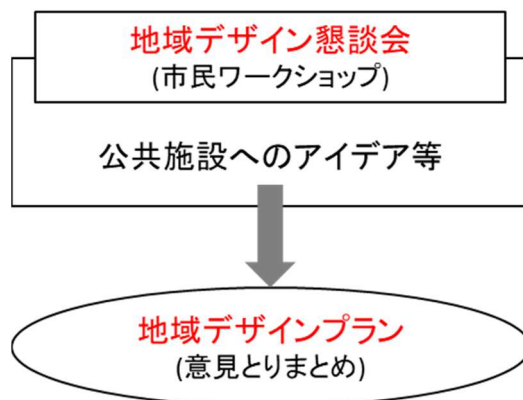 地域デザイン懇談会
(市民ワークショップ)
公共施設へのアイデア等
地域デザインプラン
(意見とりまとめ)